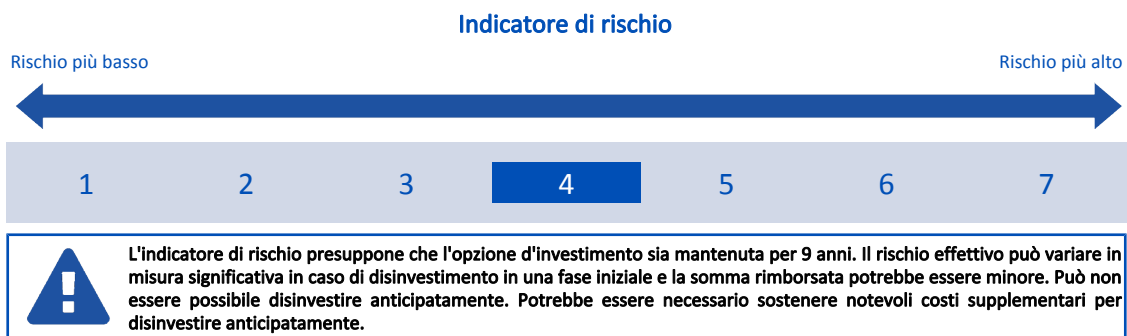 Indicatore di rischio
Rischio più basso
Rischio più alto
1 2 3 4 5 6 7
L'indicatore di rischio presuppone che l'opzione d'investimento sia mantenuta per 9 anni. Il rischio effettivo può variare in
misura significativa in caso di disinvestimento in una fase iniziale e la somma rimborsata potrebbe essere minore. Può non
essere possibile disinvestire anticipatamente. Potrebbe essere necessario sostenere notevoli costi supplementari per
disinvestire anticipatamente.